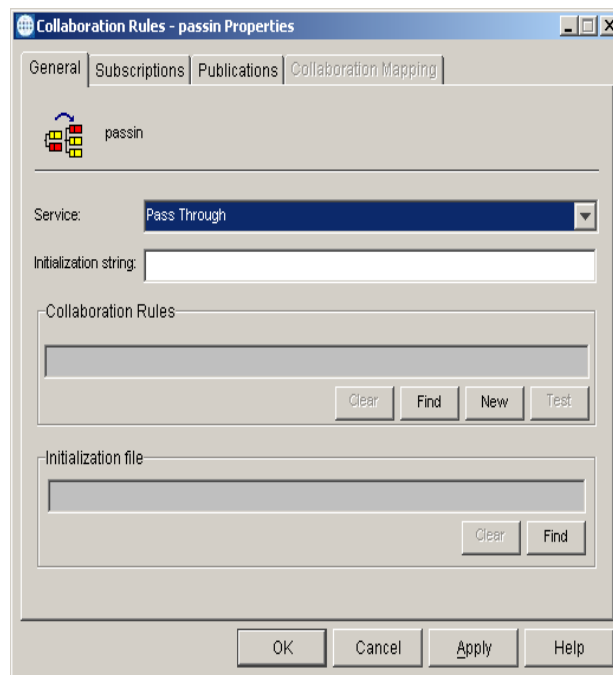 Collaboration Rules - passin Properties
General Subscriptions Publications Collaboration Mapping
passin
Service: Pass Through
Initialization string:
Collaboration Rules
Clear Find New Test
Initialization file
Clear Find
OK Cancel Apply Help